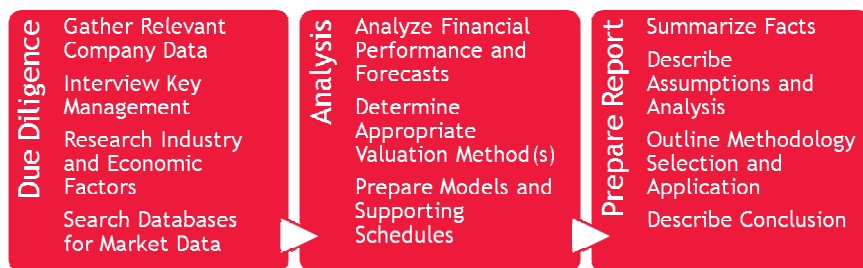 Due Diligence
Gather Relevant
Company Data
Interview Key
Management
Research Industry
and Economic
Factors
Search Databases
for Market Data
Analysis
Analyze Financial
Performance and
Forecasts
Determine
Appropriate
Valuation Method(s)
Prepare Models and
Supporting
Schedules
Prepare Report
Summarize Facts
Describe
Assumptions and
Analysis
Outline Methodology
Selection and
Application
Describe Conclusion